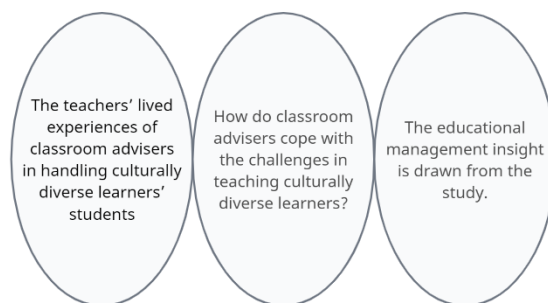 The teachers’ lived
experiences of
classroom advisers
in handling culturally
diverse learners’
students
How do classroom
advisers cope with
the challenges in
teaching culturally
diverse learners?
The educational
management insight
is drawn from the
study.